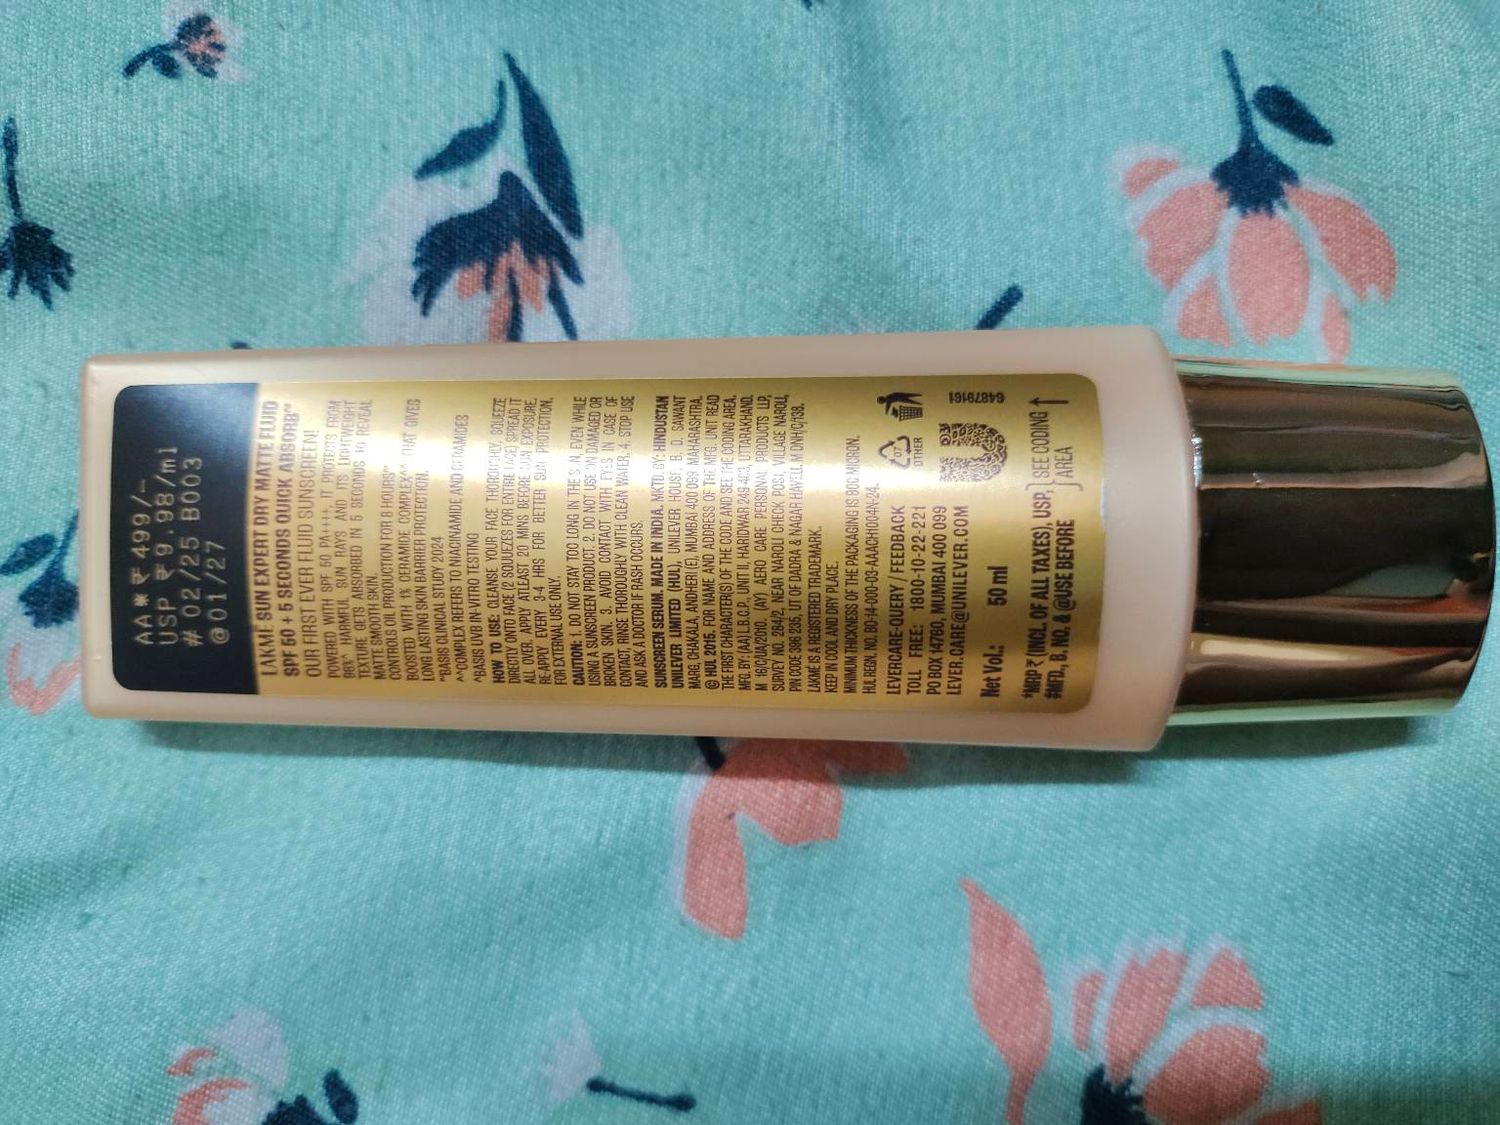 AA** ₹ 499/-
USP ₹ 9.98/ml
# 02/25 B003
@01/27
LAKMĒ SUN EXPERT DRY MATTE FLUID
SPF 50 + 5 SECONDS QUICK ABSORB**
OUR FIRST EVER FLUID SUNSCREEN!
POWERED WITH SPF 50 PA++++, IT PROTECTS FROM
HARMFUL SUN RAYS AND ITS LIGHTWEIGHT
TEXTURE GETS ABSORBED IN 5 SECONDS TO REVEAL
MATTE SMOOTH SKIN.
CONTROLS OIL PRODUCTION FOR 8 HOURS
BOOSTED WITH 1% CERAMIDE COMPLEX^^ THAT GIVES
LONG LASTING SKIN BARRIER PROTECTION.
**BASIS CLINICAL STUDY 2024
^^COMPLEX REFERS TO NIACINAMIDE AND CERAMIDES
^BASIS UVR IN-VITRO TESTING
HOW TO USE: CLEANSE YOUR FACE THOROUGHLY, SQUEEZE
DIRECTLY ONTO FACE (2 SQUEEZES FOR ENTIRE FACE) SPREAD IT
ALL OVER. APPLY ATLEAST 20 MINS BEFORE SUN EXPOSURE,
RE-APPLY EVERY 3-4 HRS FOR BETTER SUN PROTECTION.
FOR EXTERNAL USE ONLY.
CAUTION: 1. DO NOT STAY TOO LONG IN THE SUN, EVEN WHILE
USING A SUNSCREEN PRODUCT. 2. DO NOT USE ON DAMAGED OR
BROKEN SKIN. 3. AVOID CONTACT WITH EYES. IN CASE OF
CONTACT, RINSE THOROUGHLY WITH CLEAN WATER. 4. STOP USE
AND ASK A DOCTOR IF RASH OCCURS.
SUNSCREEN SERUM. MADE IN INDIA. MKTD BY: HINDUSTAN
UNILEVER LIMITED (HUL), UNILEVER HOUSE, B. D. SAWANT
MARG, CHAKALA, ANDHERI (E), MUMBAI 400 099 MAHARASHTRA.
© HUL 2015. FOR NAME AND ADDRESS OF THE MFG. UNIT READ
THE FIRST CHARACTER(S) OF THE CODE AND SEE THE CODING AREA.
MFG. BY: (AA) L.B.C.P. UNIT II, HARIDWAR 249 403, UTTARAKHAND.
M (AY) AERO CARE PERSONAL PRODUCTS LLP,
SURVEY NO. 284/2, NEAR NAROLI CHECK POST, VILLAGE NAROLI,
PIN CODE 396 235, UT OF DADRA & NAGAR HAVELI. M
LAKMĒ IS A REGISTERED TRADEMARK.
KEEP IN COOL AND DRY PLACE.
MINIMUM THICKNESS OF THE PACKAGING IS MICRON.
HUL REGN. NO.
LEVERCARE-QUERY / FEEDBACK
TOLL FREE: 1800-10-22-221
PO BOX 14760, MUMBAI 400 099
LEVER.CARE@UNILEVER.COM
07
OTHER
64879161
Net Vol.: 50 ml
*MRP ₹ (INCL. OF ALL TAXES), USP, } SEE CODING
#MFD, B. NO. & @USE BEFORE } AREA